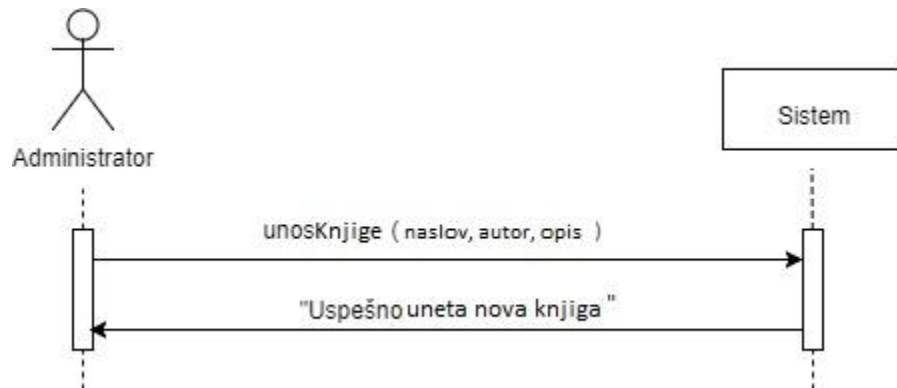 Sistem
Administrator
unosKnjige ( naslov, autor, opis )
"Uspešno uneta nova knjiga "